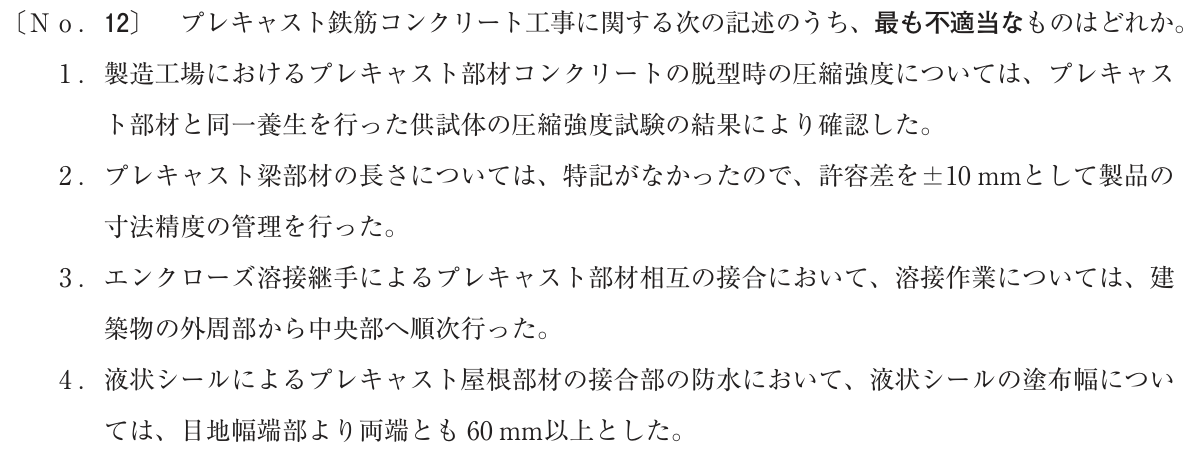 〔Ｎｏ．12〕　プレキャスト鉄筋コンクリート工事に関する次の記述のうち、最も不適当なものはどれか。
１．製造工場におけるプレキャスト部材コンクリートの脱型時の圧縮強度については、プレキャス
ト部材と同一養生を行った供試体の圧縮強度試験の結果により確認した。
２．プレキャスト梁部材の長さについては、特記がなかったので、許容差を±10 mmとして製品の
寸法精度の管理を行った。
３．エンクローズ溶接継手によるプレキャスト部材相互の接合において、溶接作業については、建
築物の外周部から中央部へ順次行った。
４．液状シールによるプレキャスト屋根部材の接合部の防水において、液状シールの塗布幅につい
ては、目地幅端部より両端とも 60 mm以上とした。